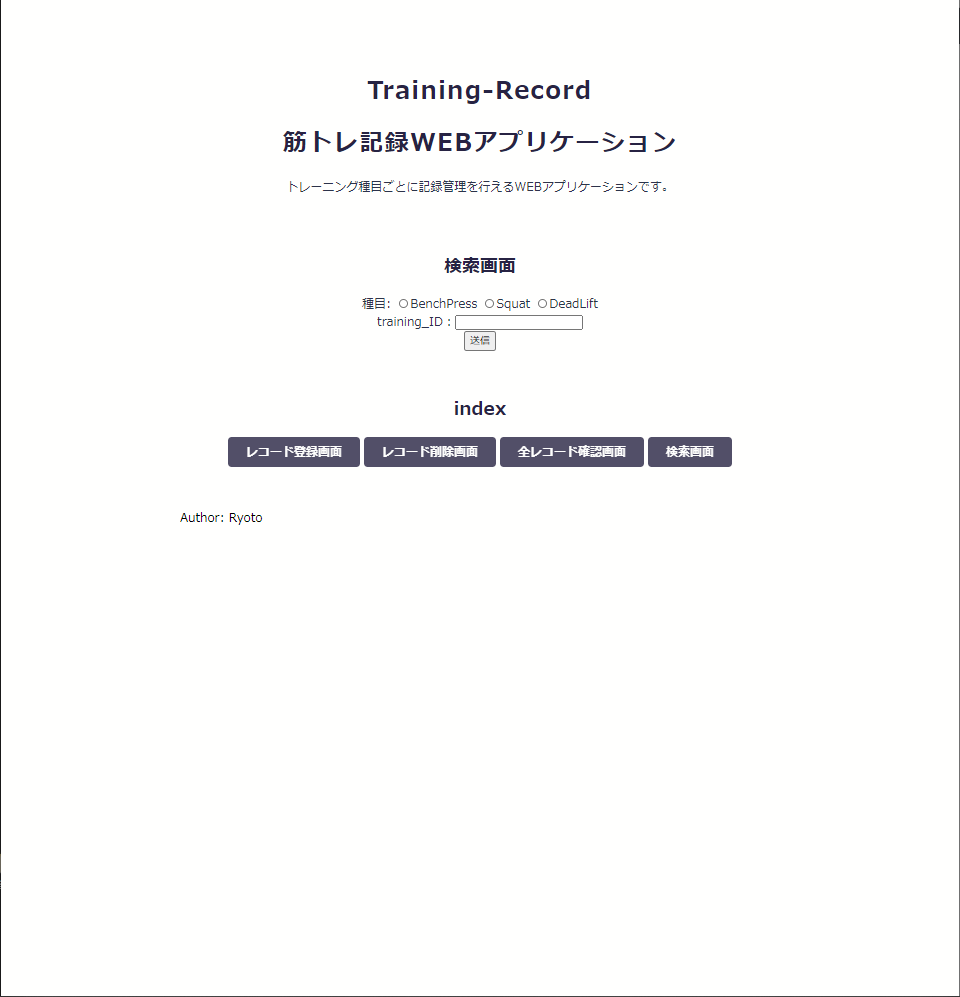 Training-Record
筋トレ記録WEBアプリケーション
トレーニング種目ごとに記録管理を行えるWEBアプリケーションです。
検索画面
種目: BenchPress Squat DeadLift
training_ID :
送信
index
レコード登録画面 レコード削除画面 全レコード確認画面 検索画面
Author: Ryoto